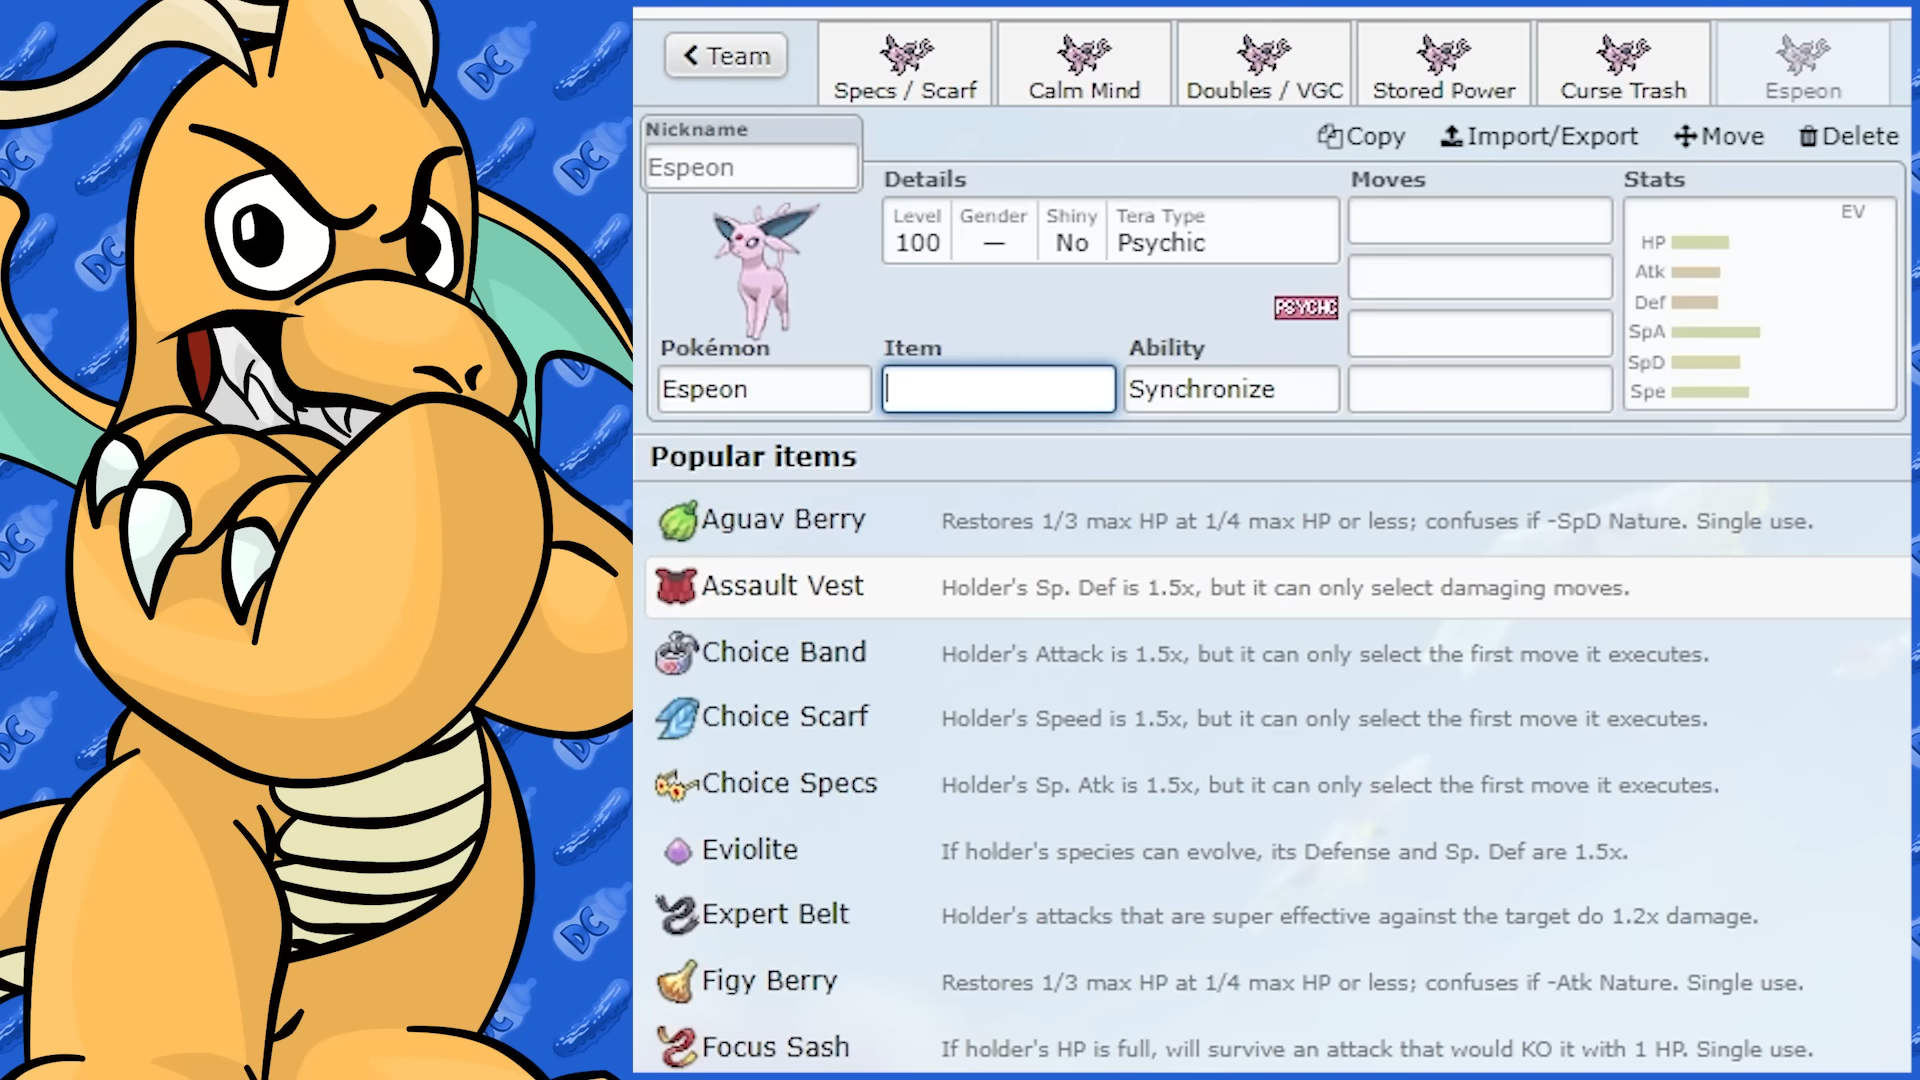 Team
Specs / Scarf
Calm Mind
Doubles / VGC
Stored Power
Curse Trash
Espeon
Nickname
Espeon
Copy
Import/Export
Move
Delete
Details
Moves
Stats
Level
Gender
Shiny
Tera Type
100
—
No
Psychic
EV
HP
Atk
Def
SpA
SpD
Spe
PSYCHC
Pokémon
Item
Ability
Espeon
Synchronize
Popular items
Aguav Berry Restores 1/3 max HP at 1/4 max HP or less; confuses if -SpD Nature. Single use.
Assault Vest Holder's Sp. Def is 1.5x, but it can only select damaging moves.
Choice Band Holder's Attack is 1.5x, but it can only select the first move it executes.
Choice Scarf Holder's Speed is 1.5x, but it can only select the first move it executes.
Choice Specs Holder's Sp. Atk is 1.5x, but it can only select the first move it executes.
Eviolite If holder's species can evolve, its Defense and Sp. Def are 1.5x.
Expert Belt Holder's attacks that are super effective against the target do 1.2x damage.
Figy Berry Restores 1/3 max HP at 1/4 max HP or less; confuses if -Atk Nature. Single use.
Focus Sash If holder's HP is full, will survive an attack that would KO it with 1 HP. Single use.
DC
DC
DC
DC
DC
DC
DC